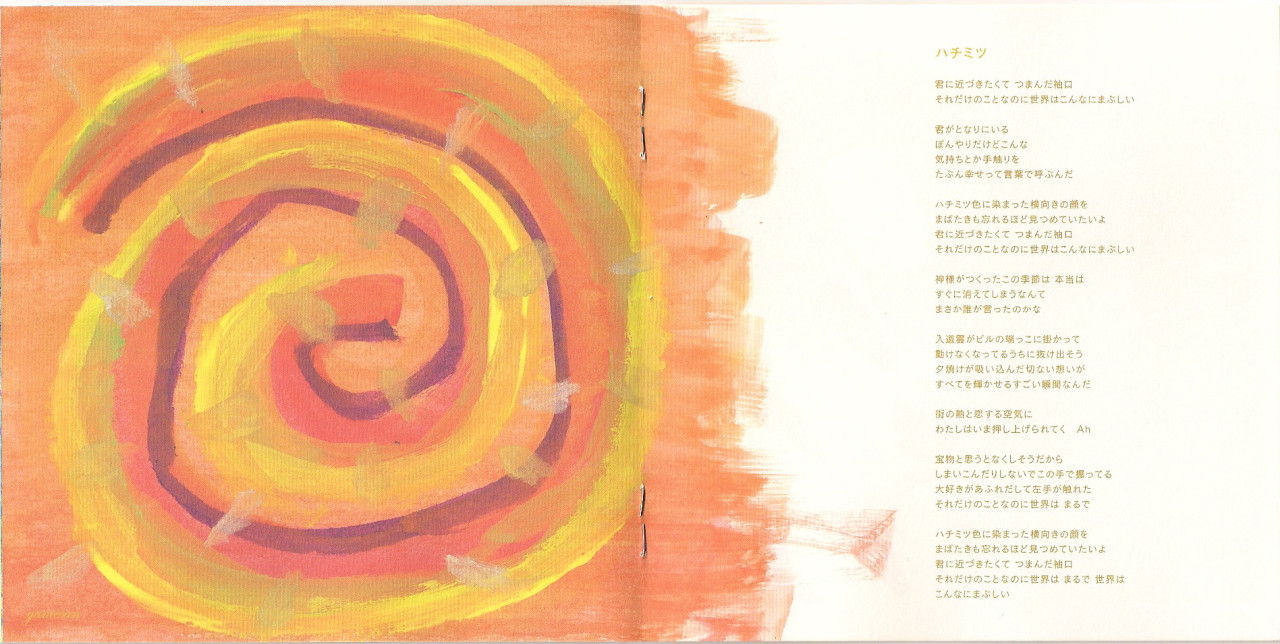 ハチミツ
君に近づきたくて つまんだ袖口
それだけのことなのに世界はこんなにまぶしい
君がとなりにいる
ぼんやりだけどこんな
気持ちとか手触りを
たぶん幸せって言葉で呼ぶんだ
ハチミツ色に染まった横向きの顔を
まばたきも忘れるほど見つめていたいよ
君に近づきたくて つまんだ袖口
それだけのことなのに世界はこんなにまぶしい
神様がつくったこの季節は 本当は
すぐに消えてしまうなんて
まさか誰が言ったのかな
入道雲がビルの端っこに掛かって
動けなくなってるうちに抜け出そう
夕焼けが吸い込んだ切ない想いが
すべてを輝かせるすごい瞬間なんだ
街の熱と恋する空気に
わたしはいま押し上げられてく Ah
宝物と思うとなくしそうだから
しまいこんだりしないでこの手で握ってる
大好きがあふれだして左手が触れた
それだけのことなのに世界は まるで
ハチミツ色に染まった横向きの顔を
まばたきも忘れるほど見つめていたいよ
君に近づきたくて つまんだ袖口
それだけのことなのに世界は まるで 世界は
こんなにまぶしい